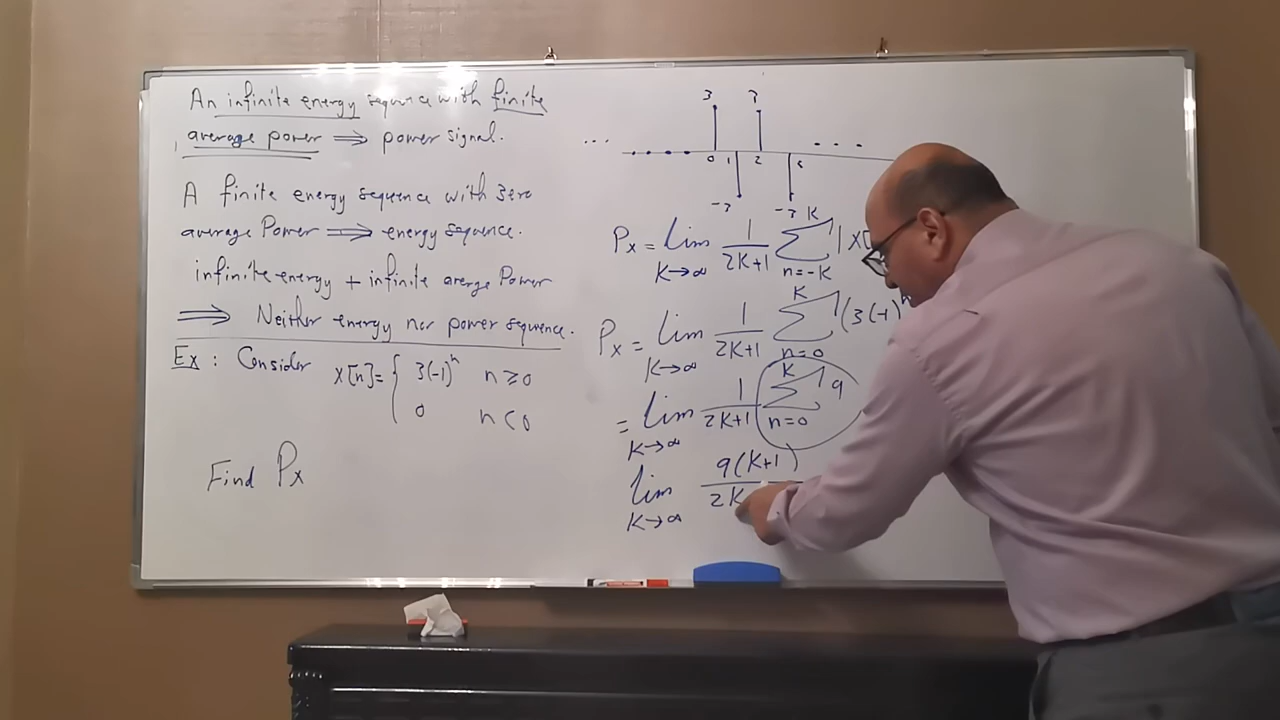 An infinite energy sequence with finite
average power ⟹ power signal.
A finite energy sequence with zero
average Power ⟹ energy sequence.
infinite energy + infinite average Power
⟹ Neither energy nor power sequence.
Ex: Consider x[n] = { 3(-1)^n n ≥ 0
0 n < 0
Find Px
3 3
... 0 1 2 3 ...
-3 -3
Px = lim K→∞ 1/(2K+1) Σ n=-K K |x[
Px = lim K→∞ 1/(2K+1) Σ n=0 K (3(-1)^n
= lim K→∞ 1/(2K+1) Σ n=0 K 9
lim K→∞ 9(K+1) / 2K